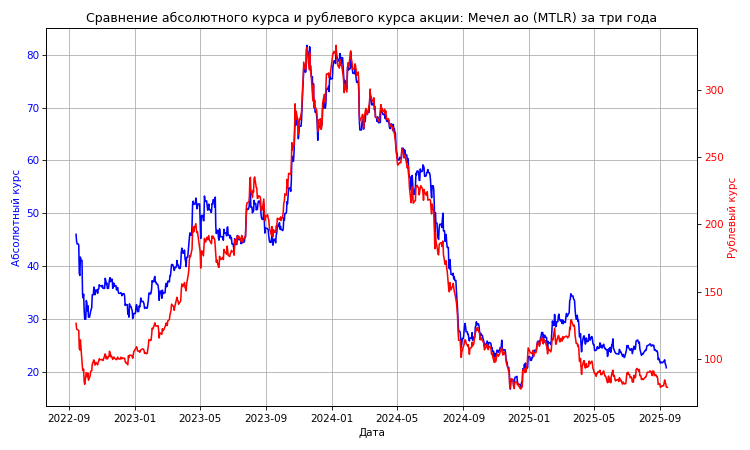 Сравнение абсолютного курса и рублевого курса акции: Мечел ао (MTLR) за три года
Абсолютный курс
80
70
60
50
40
30
20
Рублевый курс
300
250
200
150
100
2022-09 2023-01 2023-05 2023-09 2024-01 2024-05 2024-09 2025-01 2025-05 2025-09
Дата